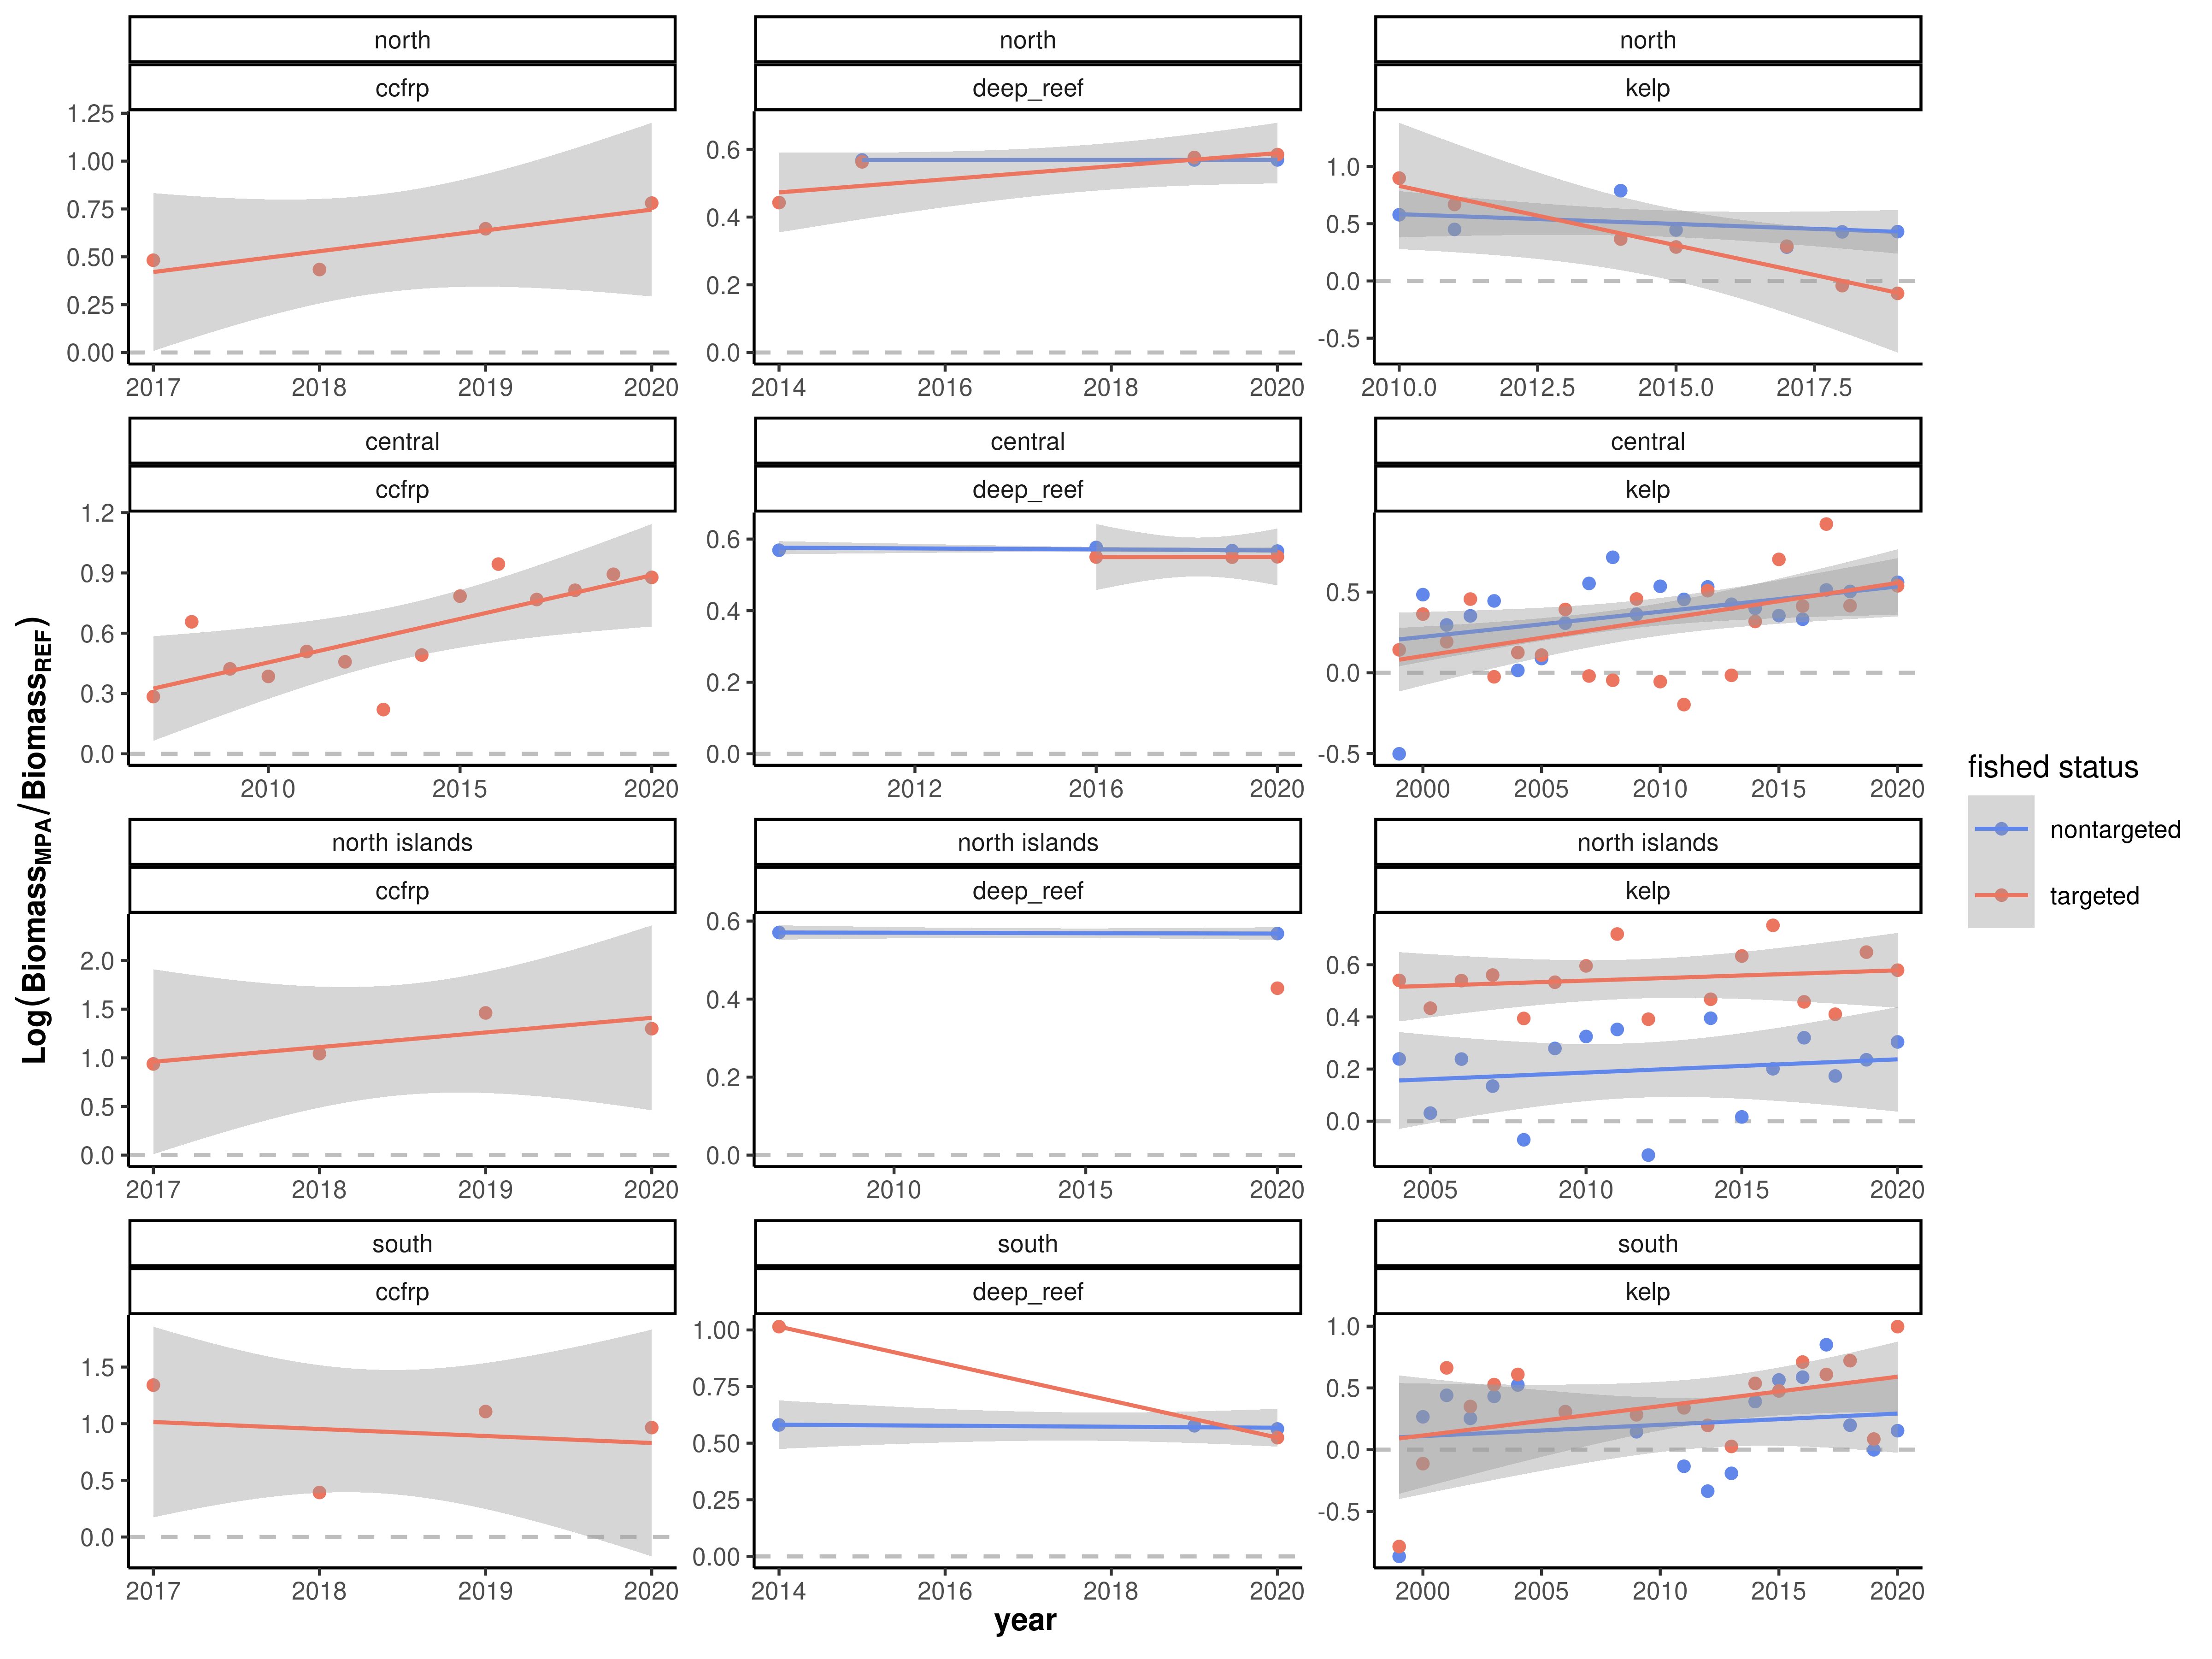 north north north
ccfrp deep_reef kelp
1.25
1.00
0.75
0.50
0.25
0.00
2017 2018 2019 2020
0.6
0.4
0.2
0.0
2014 2016 2018 2020
1.0
0.5
0.0
-0.5
2010.0 2012.5 2015.0 2017.5
central central central
ccfrp deep_reef kelp
1.2
0.9
0.6
0.3
0.0
2010 2015 2020
0.6
0.4
0.2
0.0
2012 2016 2020
0.5
0.0
-0.5
2000 2005 2010 2015 2020
north islands north islands north islands
ccfrp deep_reef kelp
2.0
1.5
1.0
0.5
0.0
2017 2018 2019 2020
0.6
0.4
0.2
0.0
2010 2015 2020
0.6
0.4
0.2
0.0
2005 2010 2015 2020
south south south
ccfrp deep_reef kelp
1.5
1.0
0.5
0.0
2017 2018 2019 2020
1.00
0.75
0.50
0.25
0.00
2014 2016 2018 2020
1.0
0.5
0.0
-0.5
2000 2005 2010 2015 2020
Log(BiomassMPA/BiomassREF)
year
fished status
nontargeted
targeted